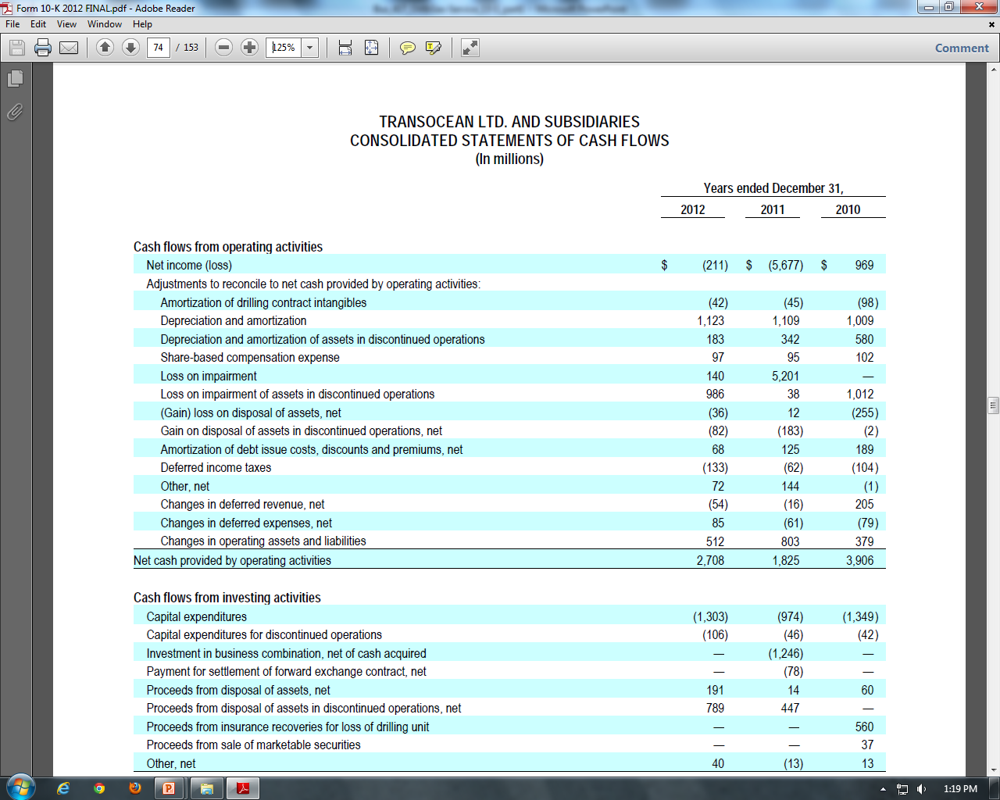 Form 10-K 2012 FINAL.pdf - Adobe Reader
File Edit View Window Help
74 / 153 125% Comment
TRANSOCEAN LTD. AND SUBSIDIARIES
CONSOLIDATED STATEMENTS OF CASH FLOWS
(In millions)
Years ended December 31,
2012 2011 2010
Cash flows from operating activities
Net income (loss) $ (211) $ (5,677) $ 969
Adjustments to reconcile to net cash provided by operating activities:
Amortization of drilling contract intangibles (42) (45) (98)
Depreciation and amortization 1,123 1,109 1,009
Depreciation and amortization of assets in discontinued operations 183 342 580
Share-based compensation expense 97 95 102
Loss on impairment 140 5,201 —
Loss on impairment of assets in discontinued operations 986 38 1,012
(Gain) loss on disposal of assets, net (36) 12 (255)
Gain on disposal of assets in discontinued operations, net (82) (183) (2)
Amortization of debt issue costs, discounts and premiums, net 68 125 189
Deferred income taxes (133) (62) (104)
Other, net 72 144 (1)
Changes in deferred revenue, net (54) (16) 205
Changes in deferred expenses, net 85 (61) (79)
Changes in operating assets and liabilities 512 803 379
Net cash provided by operating activities 2,708 1,825 3,906
Cash flows from investing activities
Capital expenditures (1,303) (974) (1,349)
Capital expenditures for discontinued operations (106) (46) (42)
Investment in business combination, net of cash acquired — (1,246) —
Payment for settlement of forward exchange contract, net — (78) —
Proceeds from disposal of assets, net 191 14 60
Proceeds from disposal of assets in discontinued operations, net 789 447 —
Proceeds from insurance recoveries for loss of drilling unit — — 560
Proceeds from sale of marketable securities — — 37
Other, net 40 (13) 13
1:19 PM